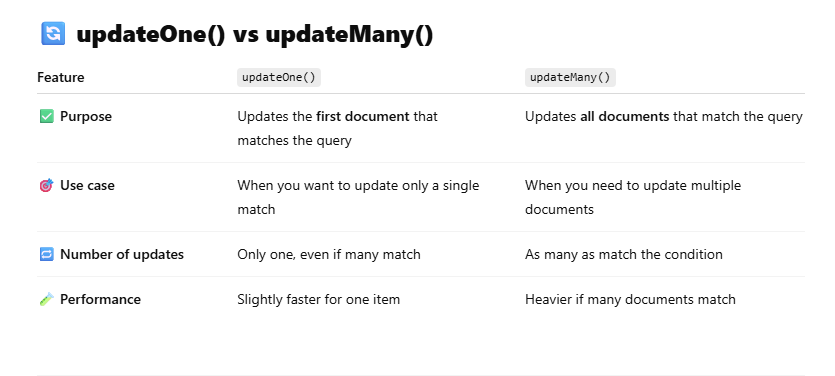 🔄 updateOne() vs updateMany()
Feature updateOne() updateMany()
✅ Purpose Updates the first document that matches the query Updates all documents that match the query
🎯 Use case When you want to update only a single match When you need to update multiple documents
🔁 Number of updates Only one, even if many match As many as match the condition
🧪 Performance Slightly faster for one item Heavier if many documents match